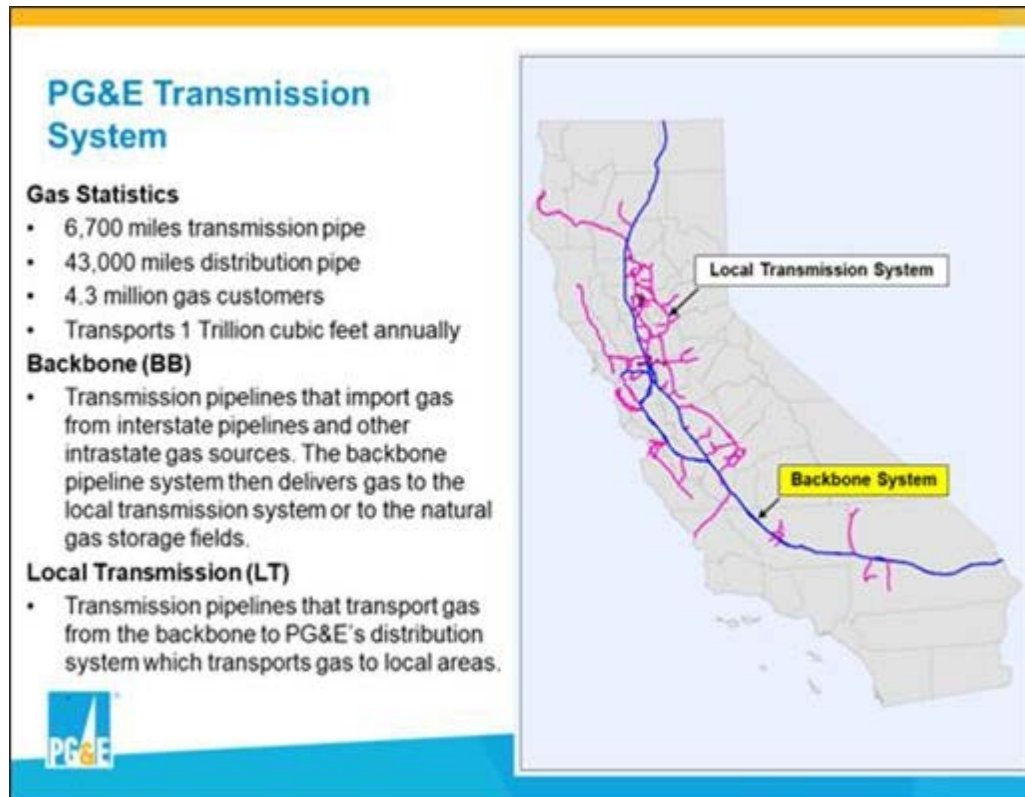 PG&E Transmission
System
Gas Statistics
• 6,700 miles transmission pipe
• 43,000 miles distribution pipe
• 4.3 million gas customers
• Transports 1 Trillion cubic feet annually
Backbone (BB)
• Transmission pipelines that import gas
from interstate pipelines and other
intrastate gas sources. The backbone
pipeline system then delivers gas to the
local transmission system or to the natural
gas storage fields.
Local Transmission (LT)
• Transmission pipelines that transport gas
from the backbone to PG&E's distribution
system which transports gas to local areas.
Local Transmission System
Backbone System
PG&E